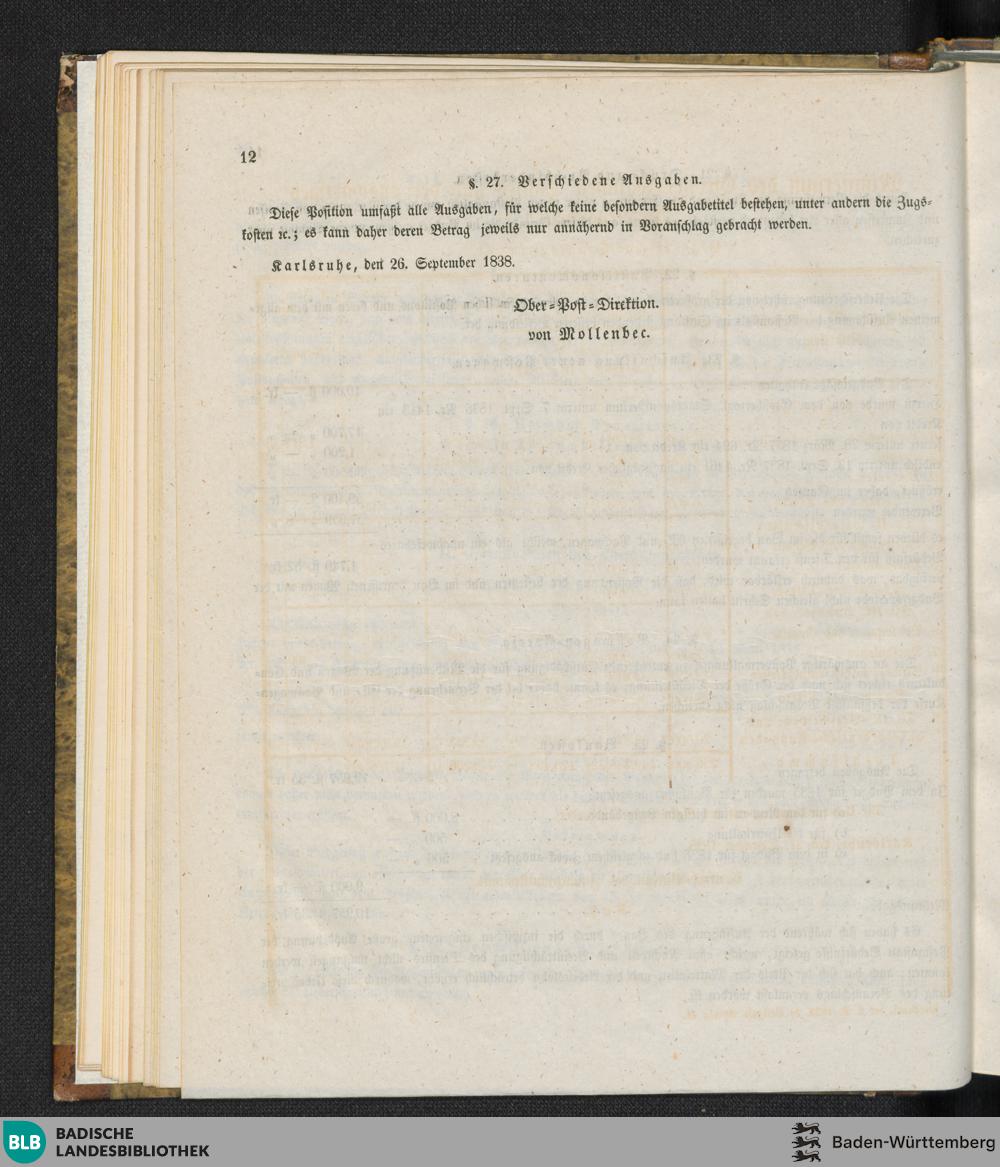 12
§. 27. Verschiedene Ausgaben.
Diese Position umfaßt alle Ausgaben, für welche keine besondern Ausgabetitel bestehen, unter andern die Zugs-
kosten ꝛc.; es kann daher deren Betrag jeweils nur annähernd in Voranschlag gebracht werden.
Karlsruhe, den 26. September 1838.
Ober-Post-Direktion.
von Mollenbec.
BLB
BADISCHE
LANDESBIBLIOTHEK
Baden-Württemberg